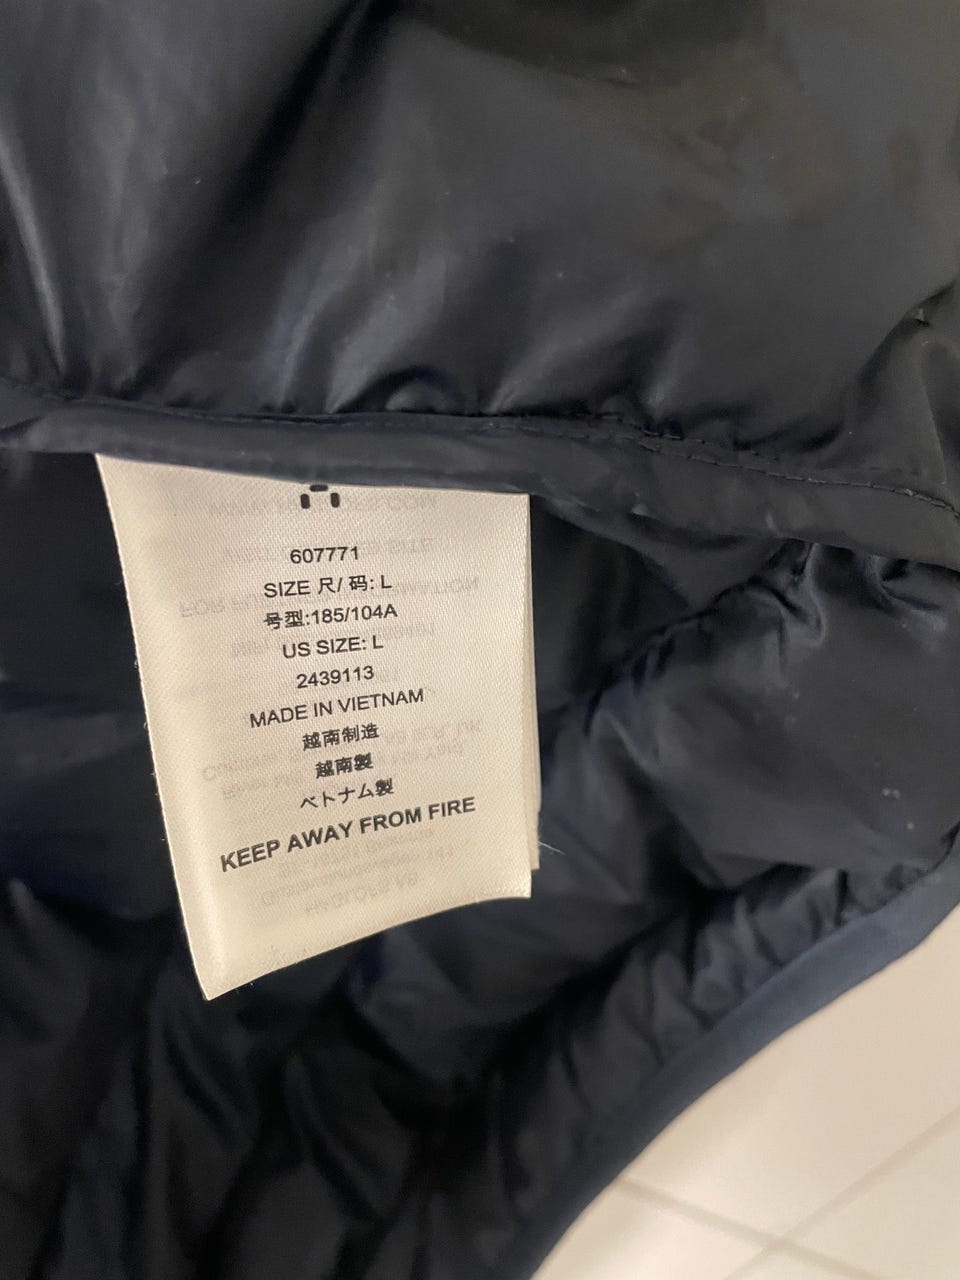 607771
SIZE 尺/ 码: L
号型:185/104A
US SIZE: L
2439113
MADE IN VIETNAM
越南制造
越南製
ベトナム製
KEEP AWAY FROM FIRE